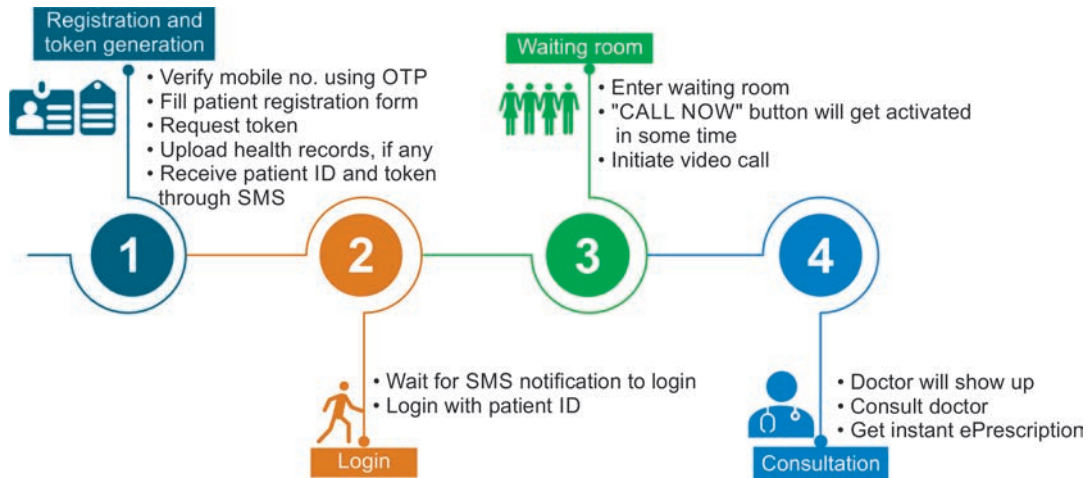 Registration and
token generation
• Verify mobile no. using OTP
• Fill patient registration form
• Request token
• Upload health records, if any
• Receive patient ID and token
through SMS
1
2
• Wait for SMS notification to login
• Login with patient ID
Login
Waiting room
• Enter waiting room
• "CALL NOW" button will get activated
in some time
• Initiate video call
3
4
• Doctor will show up
• Consult doctor
• Get instant ePrescription
Consultation